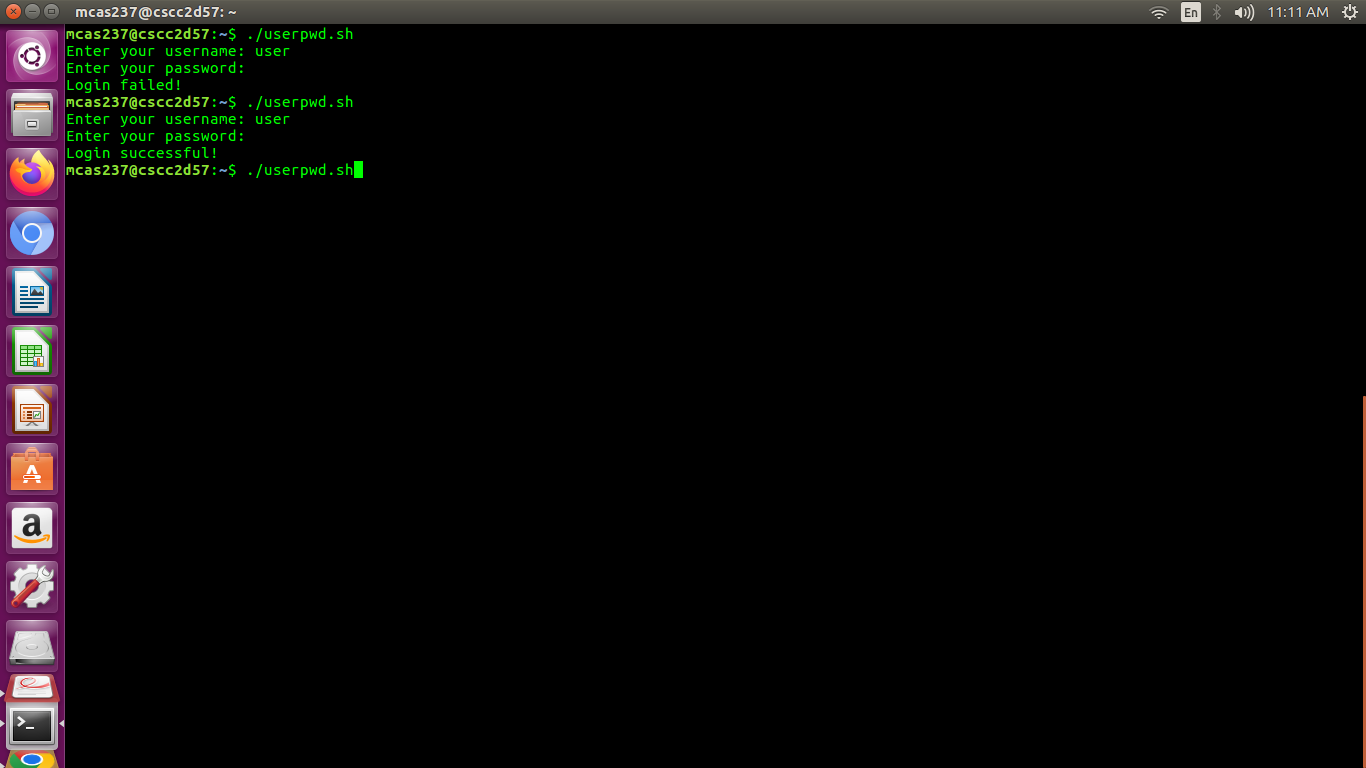 mcas237@cscc2d57: ~
En
11:11 AM
mcas237@cscc2d57:~$ ./userpwd.sh
Enter your username: user
Enter your password:
Login failed!
mcas237@cscc2d57:~$ ./userpwd.sh
Enter your username: user
Enter your password:
Login successful!
mcas237@cscc2d57:~$ ./userpwd.sh
A
a
>_